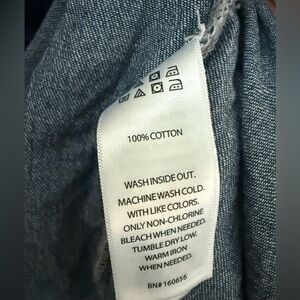 100% COTTON
WASH INSIDE OUT.
MACHINE WASH COLD.
WITH LIKE COLORS.
ONLY NON-CHLORINE
BLEACH WHEN NEEDED.
TUMBLE DRY LOW.
WARM IRON
WHEN NEEDED.
RN# 160656